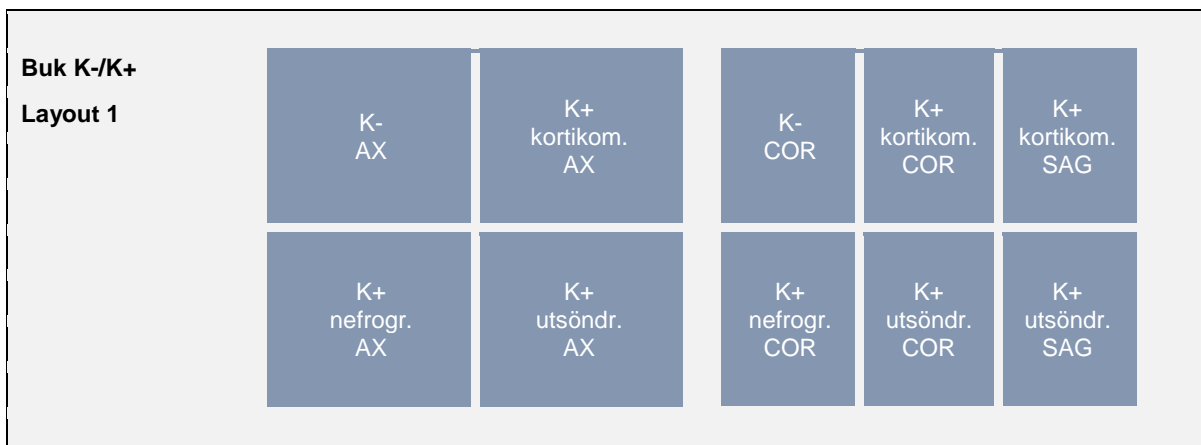 Buk K-/K+
Layout 1
K-
AX
K+
kortikom.
AX
K-
COR
K+
kortikom.
COR
K+
kortikom.
SAG
K+
nefrogr.
AX
K+
utsöndr.
AX
K+
nefrogr.
COR
K+
utsöndr.
COR
K+
utsöndr.
SAG